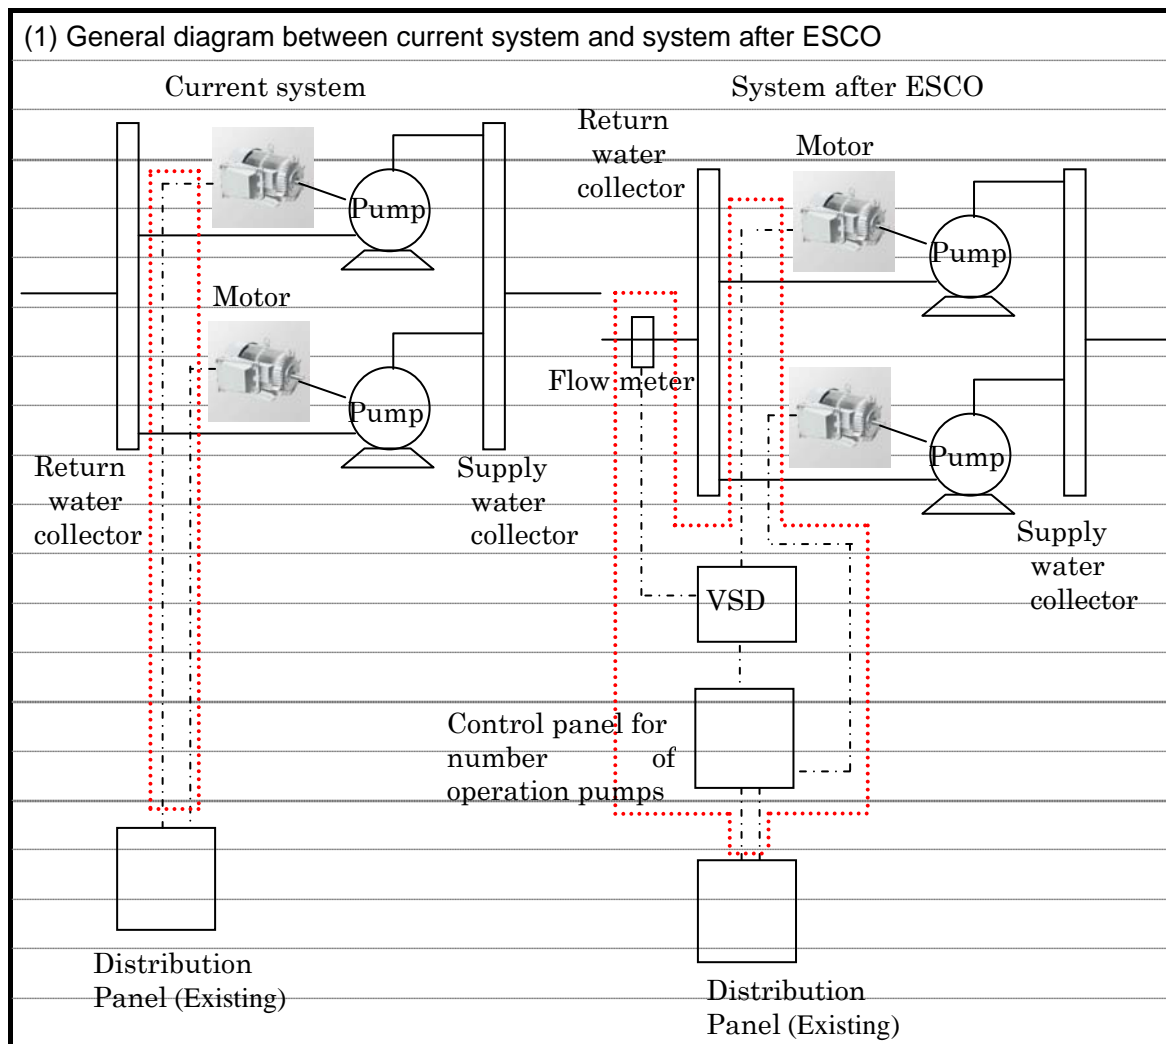 (1) General diagram between current system and system after ESCO
Current system
Motor
Pump
Pump
Return
water
collector
Supply
water
collector
Distribution
Panel (Existing)
System after ESCO
Return
water
collector
Motor
Pump
Flow meter
Pump
Supply
water
collector
VSD
Control panel for
number of
operation pumps
Distribution
Panel (Existing)